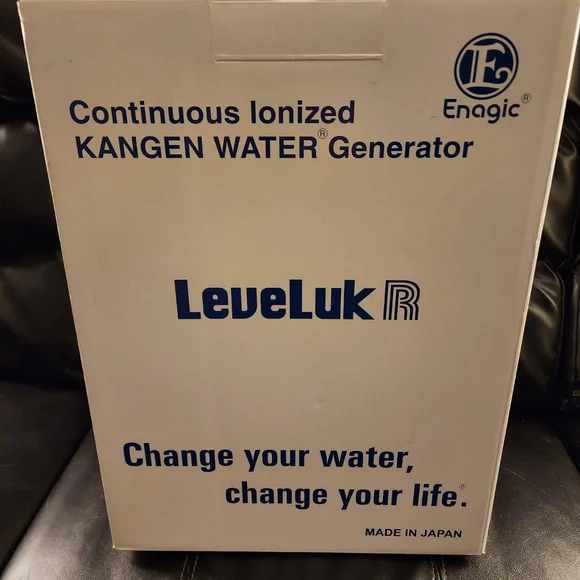 E
Enagic®
Continuous Ionized
KANGEN WATER® Generator
LeveLuk R
Change your water,
change your life.®
MADE IN JAPAN